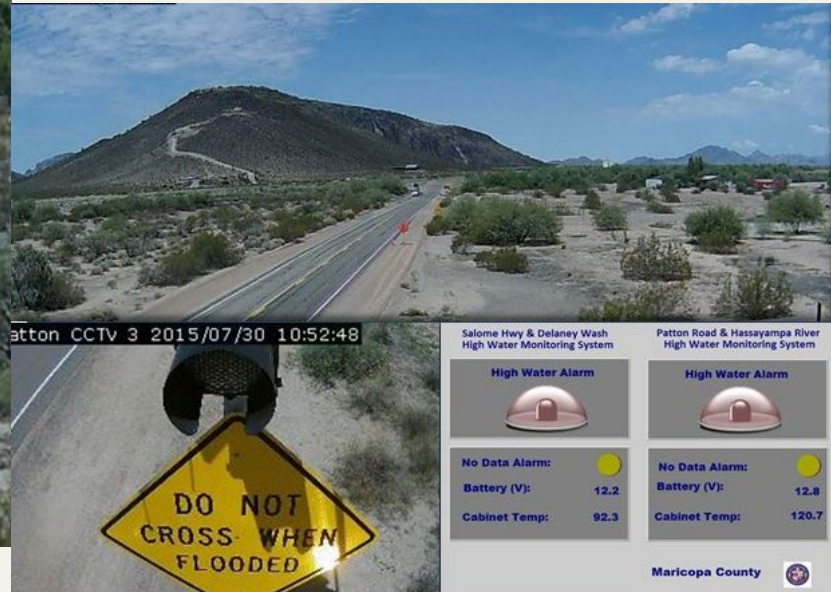 atton CCTV 3 2015/07/30 10:52:48
DO NOT
CROSS WHEN
FLOODED
Salome Hwy & Delaney Wash
High Water Monitoring System
High Water Alarm
No Data Alarm:
Battery (V): 12.2
Cabinet Temp: 92.3
Patton Road & Hassayampa River
High Water Monitoring System
High Water Alarm
No Data Alarm:
Battery (V): 12.8
Cabinet Temp: 120.7
Maricopa County